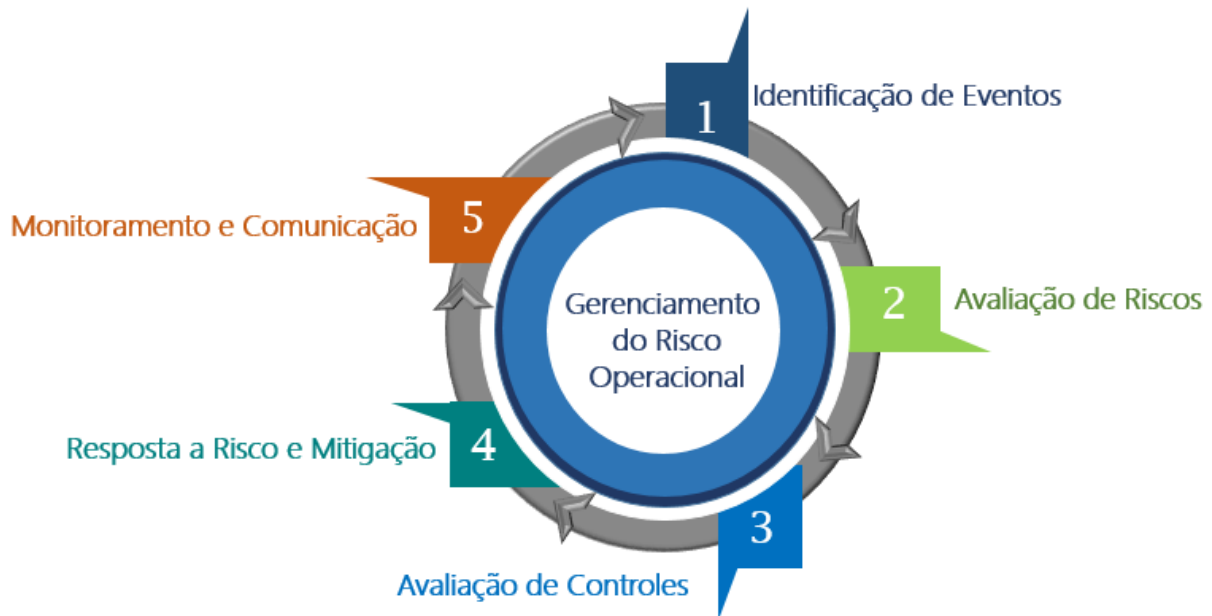 1
Identificação de Eventos
2
Avaliação de Riscos
3
Avaliação de Controles
4
Resposta a Risco e Mitigação
5
Monitoramento e Comunicação
Gerenciamento
do Risco
Operacional